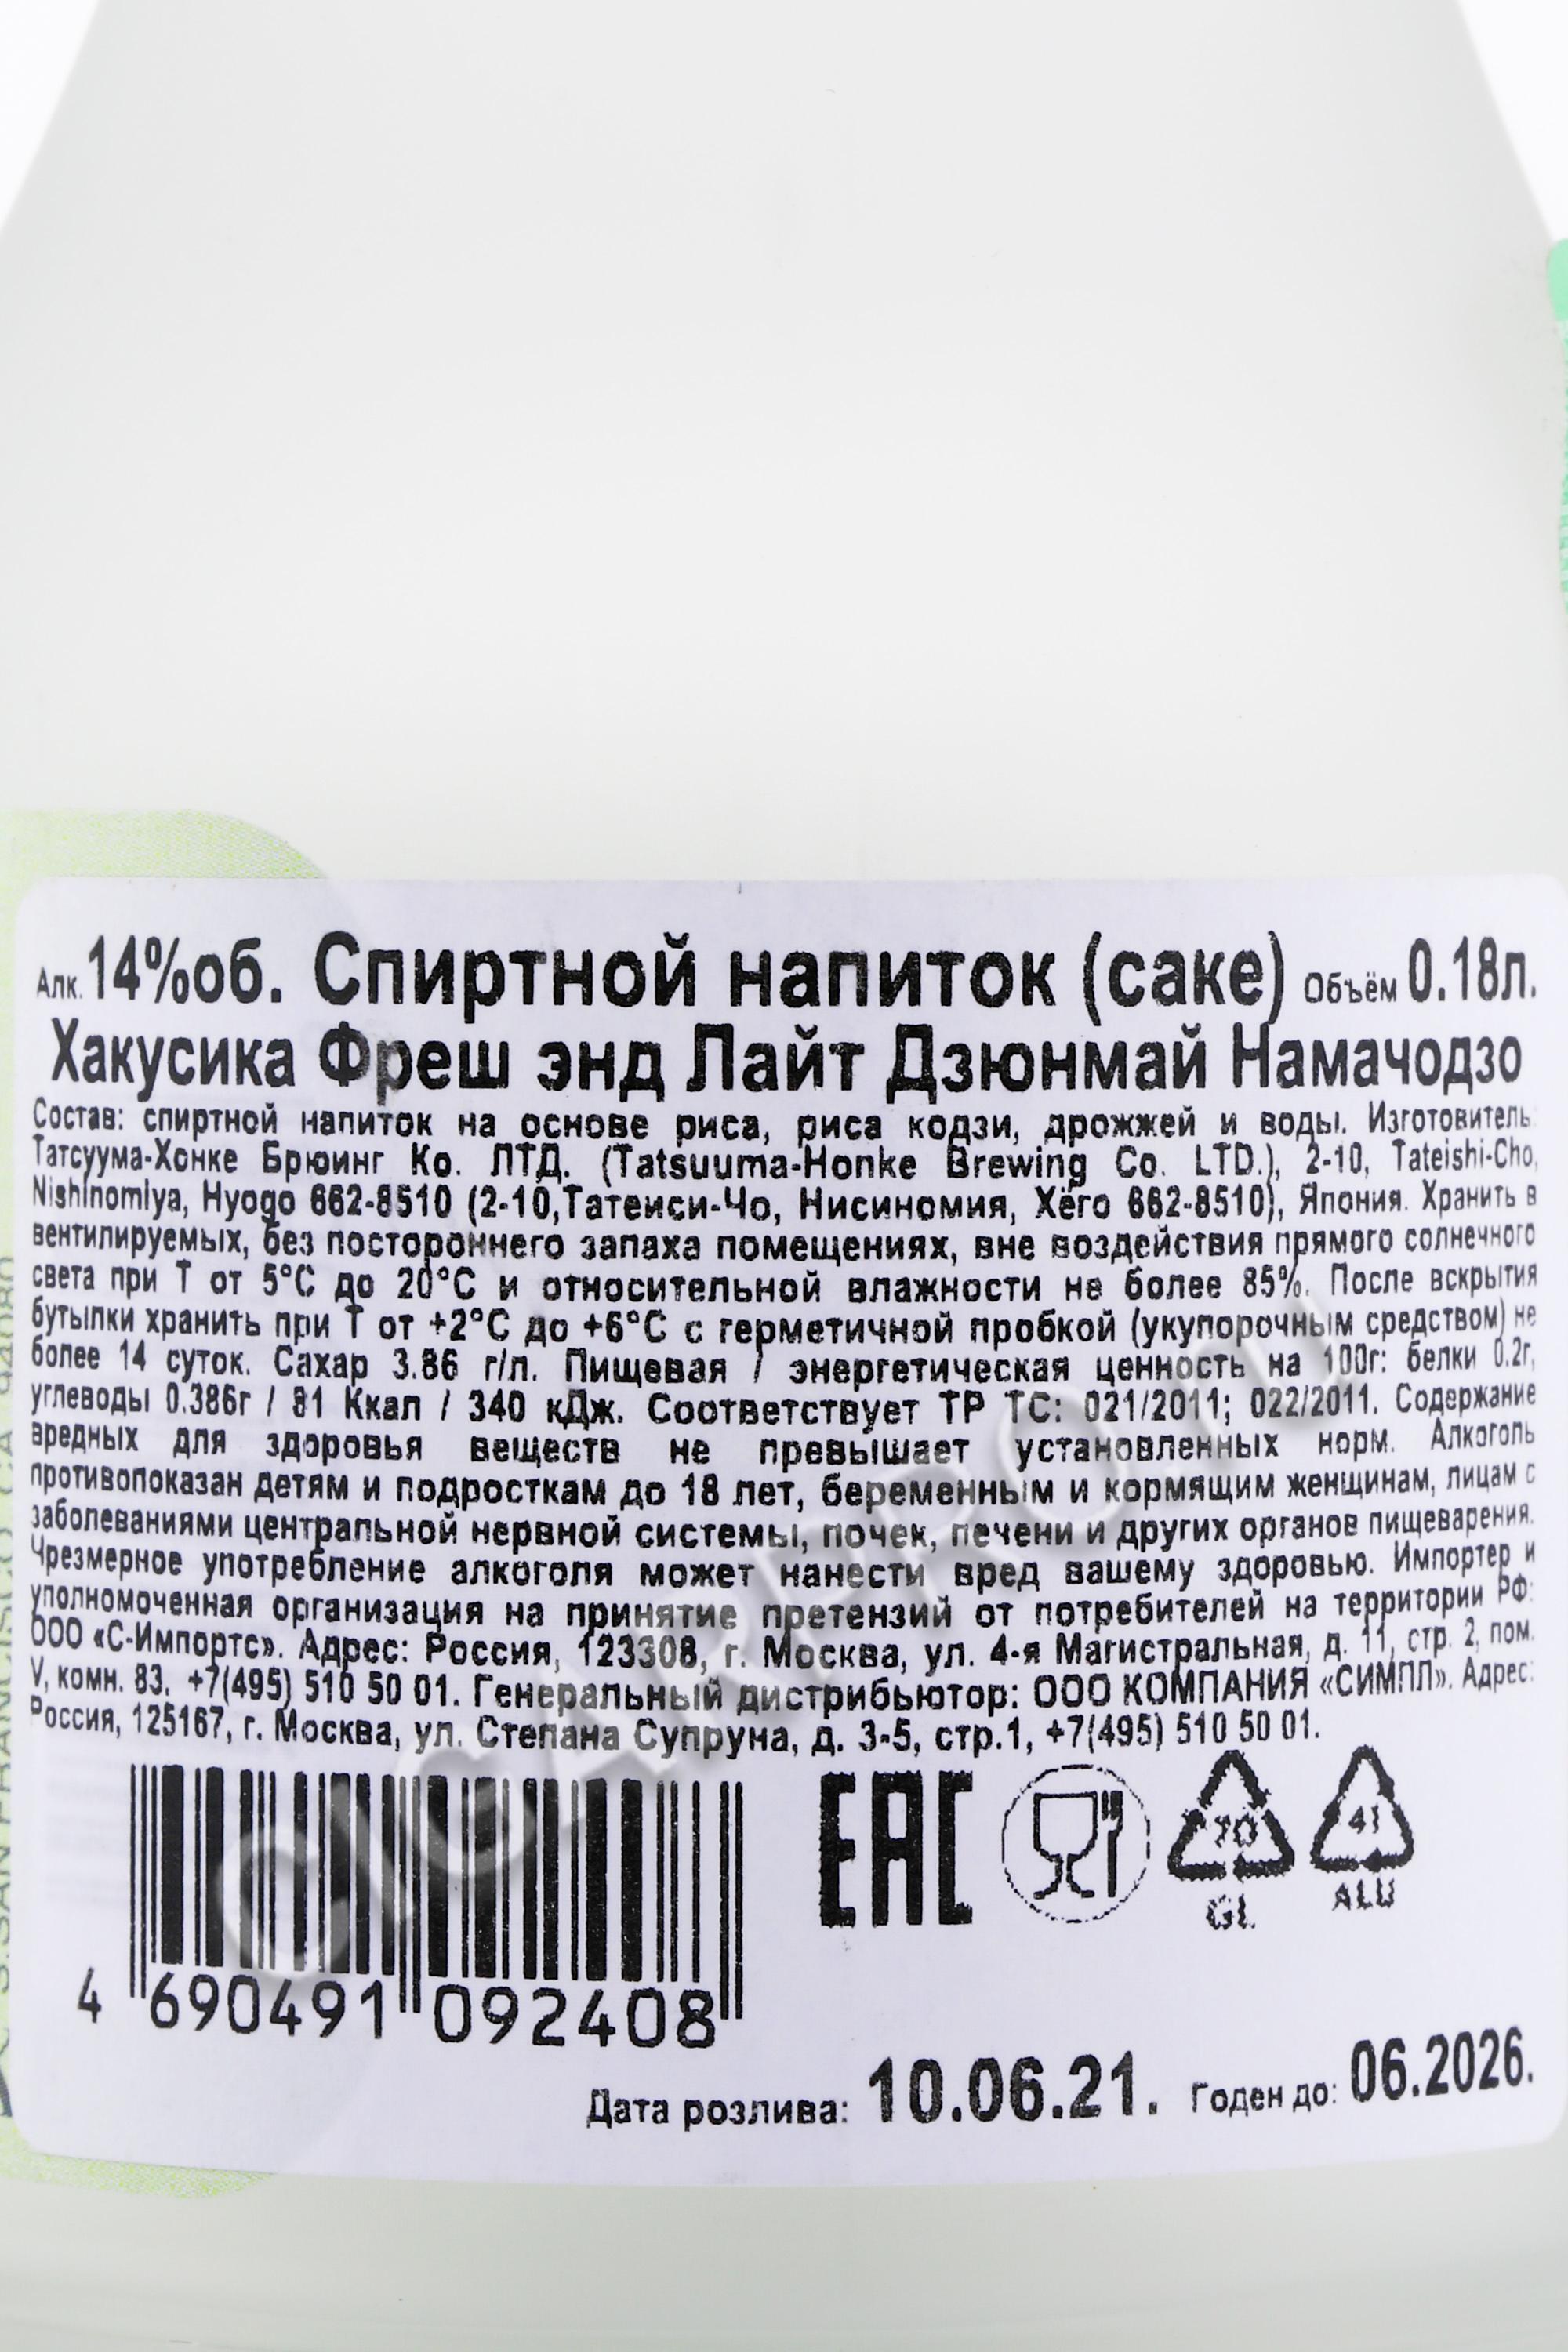 Алк. 14%об. Спиртной напиток (саке) Объём 0.18л.
Хакусика Фреш энд Лайт Дзюнмай Намачодзо
Состав: спиртной напиток на основе риса, риса кодзи, дрожжей и воды. Изготовитель:
Татсуума-Хонке Брюинг Ко. ЛТД. (Tatsuuma-Honke Brewing Co. LTD.), 2-10, Tateishi-Cho,
Nishinomiya, Hyogo 662-8510 (2-10,Татеиси-Чо, Нисиномия, Хёго 662-8510), Япония. Хранить в
вентилируемых, без постороннего запаха помещениях, вне воздействия прямого солнечного
света при Т от 5°С до 20°С и относительной влажности не более 85%. После вскрытия
бутылки хранить при Т от +2°С до +6°С с герметичной пробкой (укупорочным средством) не
более 14 суток. Сахар 3.86 г/л. Пищевая / энергетическая ценность на 100г: белки 0.2г,
углеводы 0.386г / 81 Ккал / 340 кДж. Соответствует ТР ТС: 021/2011; 022/2011. Содержание
вредных для здоровья веществ не превышает установленных норм. Алкоголь
противопоказан детям и подросткам до 18 лет, беременным и кормящим женщинам, лицам с
заболеваниями центральной нервной системы, почек, печени и других органов пищеварения.
Чрезмерное употребление алкоголя может нанести вред вашему здоровью. Импортер и
уполномоченная организация на принятие претензий от потребителей на территории РФ:
ООО «С-Импортс». Адрес: Россия, 123308, г. Москва, ул. 4-я Магистральная, д. 11, стр. 2, пом.
V, комн. 83, +7(495) 510 50 01. Генеральный дистрибьютор: ООО КОМПАНИЯ «СИМПЛ». Адрес:
Россия, 125167, г. Москва, ул. Степана Супруна, д. 3-5, стр.1, +7(495) 510 50 01.
EAC
70
GL
41
ALU
4 690491 092408
Дата розлива: 10.06.21. Годен до: 06.2026.